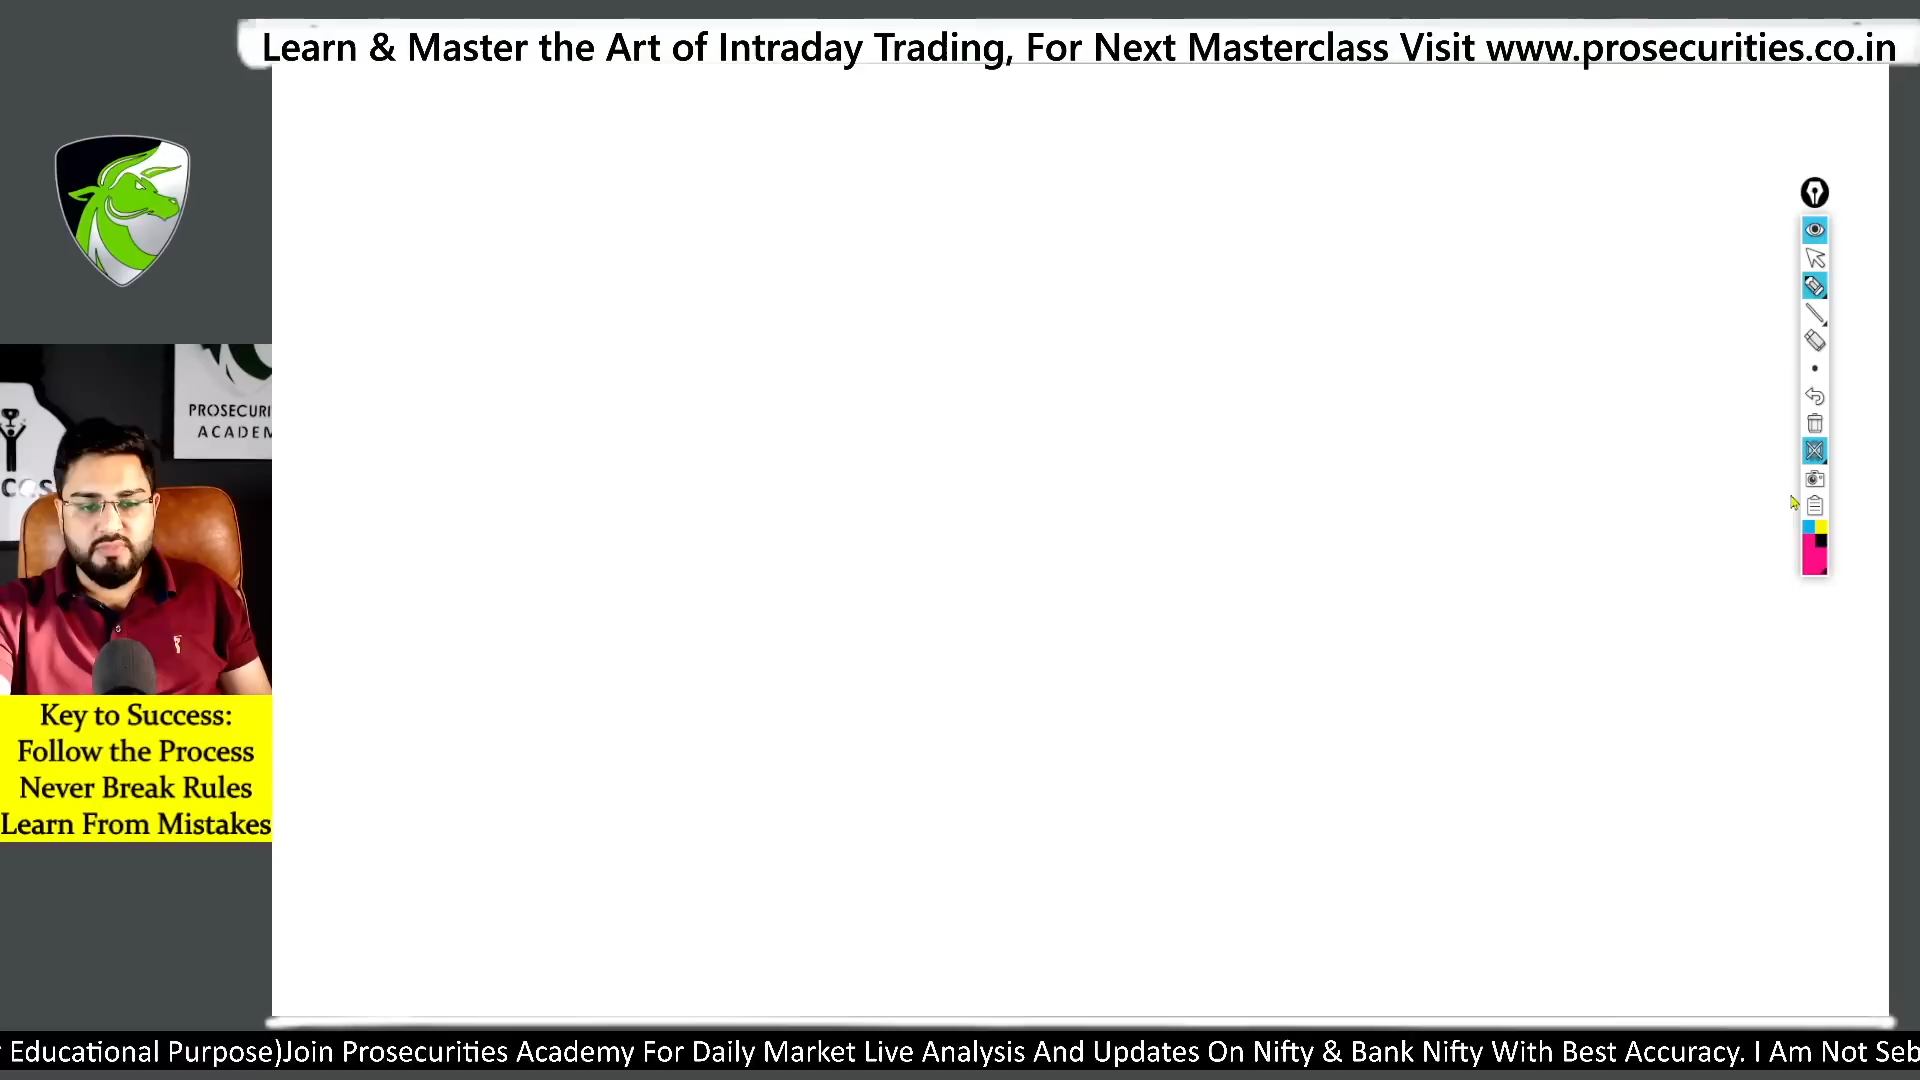 Learn & Master the Art of Intraday Trading, For Next Masterclass Visit www.prosecurities.co.in
PROSECURI
ACADEM
Key to Success:
Follow the Process
Never Break Rules
Learn From Mistakes
Educational Purpose)Join Prosecurities Academy For Daily Market Live Analysis And Updates On Nifty & Bank Nifty With Best Accuracy. I Am Not Seb